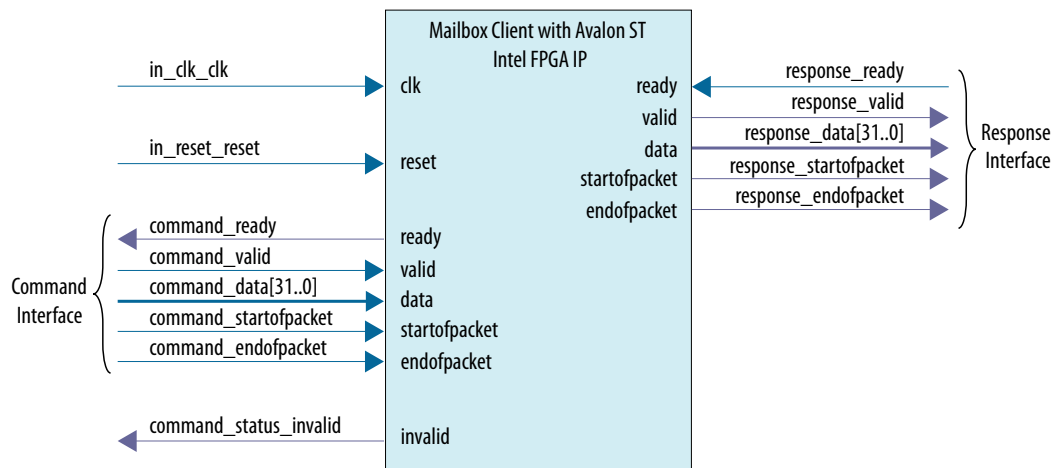 Mailbox Client with Avalon ST
Intel FPGA IP
in_clk_clk
clk
in_reset_reset
reset
Command
Interface
command_ready
ready
command_valid
valid
command_data[31..0]
data
command_startofpacket
startofpacket
command_endofpacket
endofpacket
command_status_invalid
invalid
ready
response_ready
valid
response_valid
data
response_data[31..0]
startofpacket
response_startofpacket
endofpacket
response_endofpacket
Response
Interface